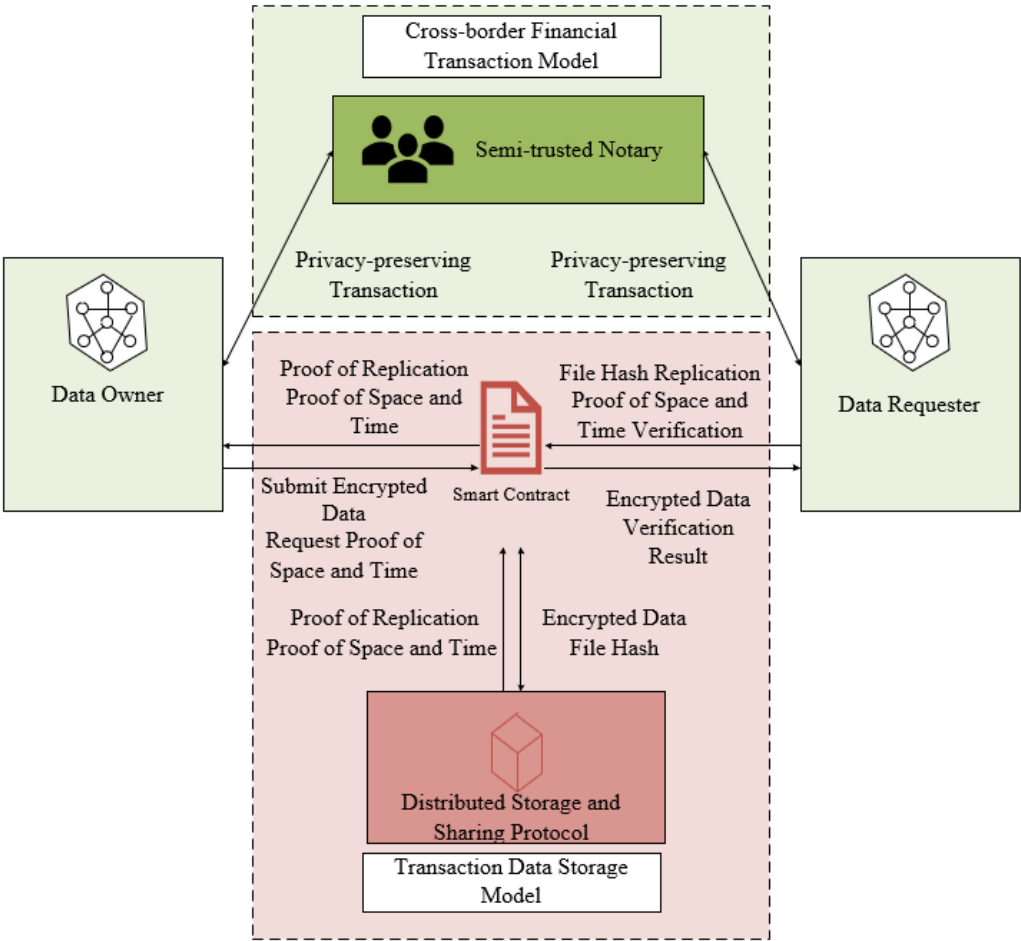 Cross-border Financial
Transaction Model
Semi-trusted Notary
Privacy-preserving
Transaction
Privacy-preserving
Transaction
Data Owner
Data Requester
Proof of Replication
Proof of Space and
Time
File Hash Replication
Proof of Space and
Time Verification
Smart Contract
Submit Encrypted
Data
Request Proof of
Space and Time
Encrypted Data
Verification
Result
Proof of Replication
Proof of Space and Time
Encrypted Data
File Hash
Distributed Storage and
Sharing Protocol
Transaction Data Storage
Model